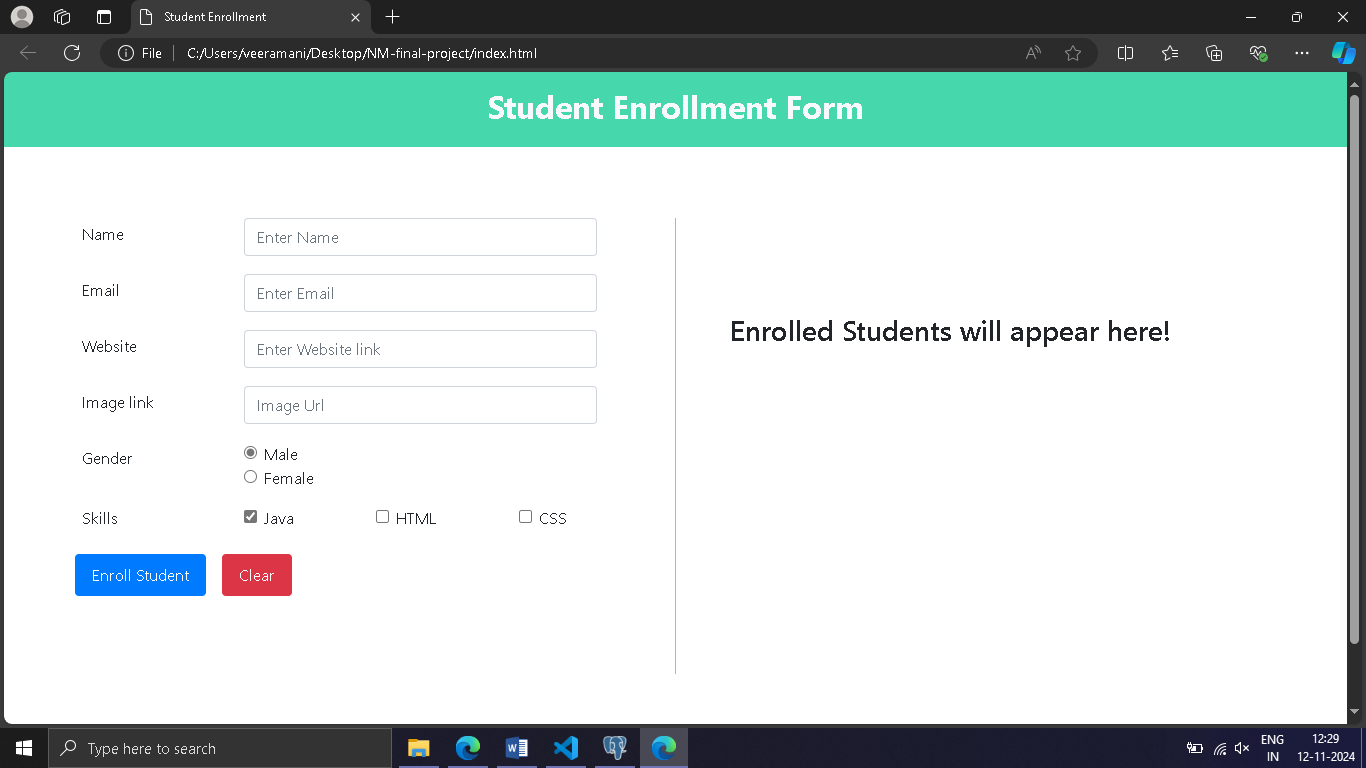 Student Enrollment
File C:/Users/veeramani/Desktop/NM-final-project/index.html
Student Enrollment Form
Name Enter Name
Email Enter Email
Website Enter Website link
Image link Image Url
Gender Male
Female
Skills Java HTML CSS
Enroll Student Clear
Enrolled Students will appear here!
Type here to search
ENG
IN
12:29
12-11-2024